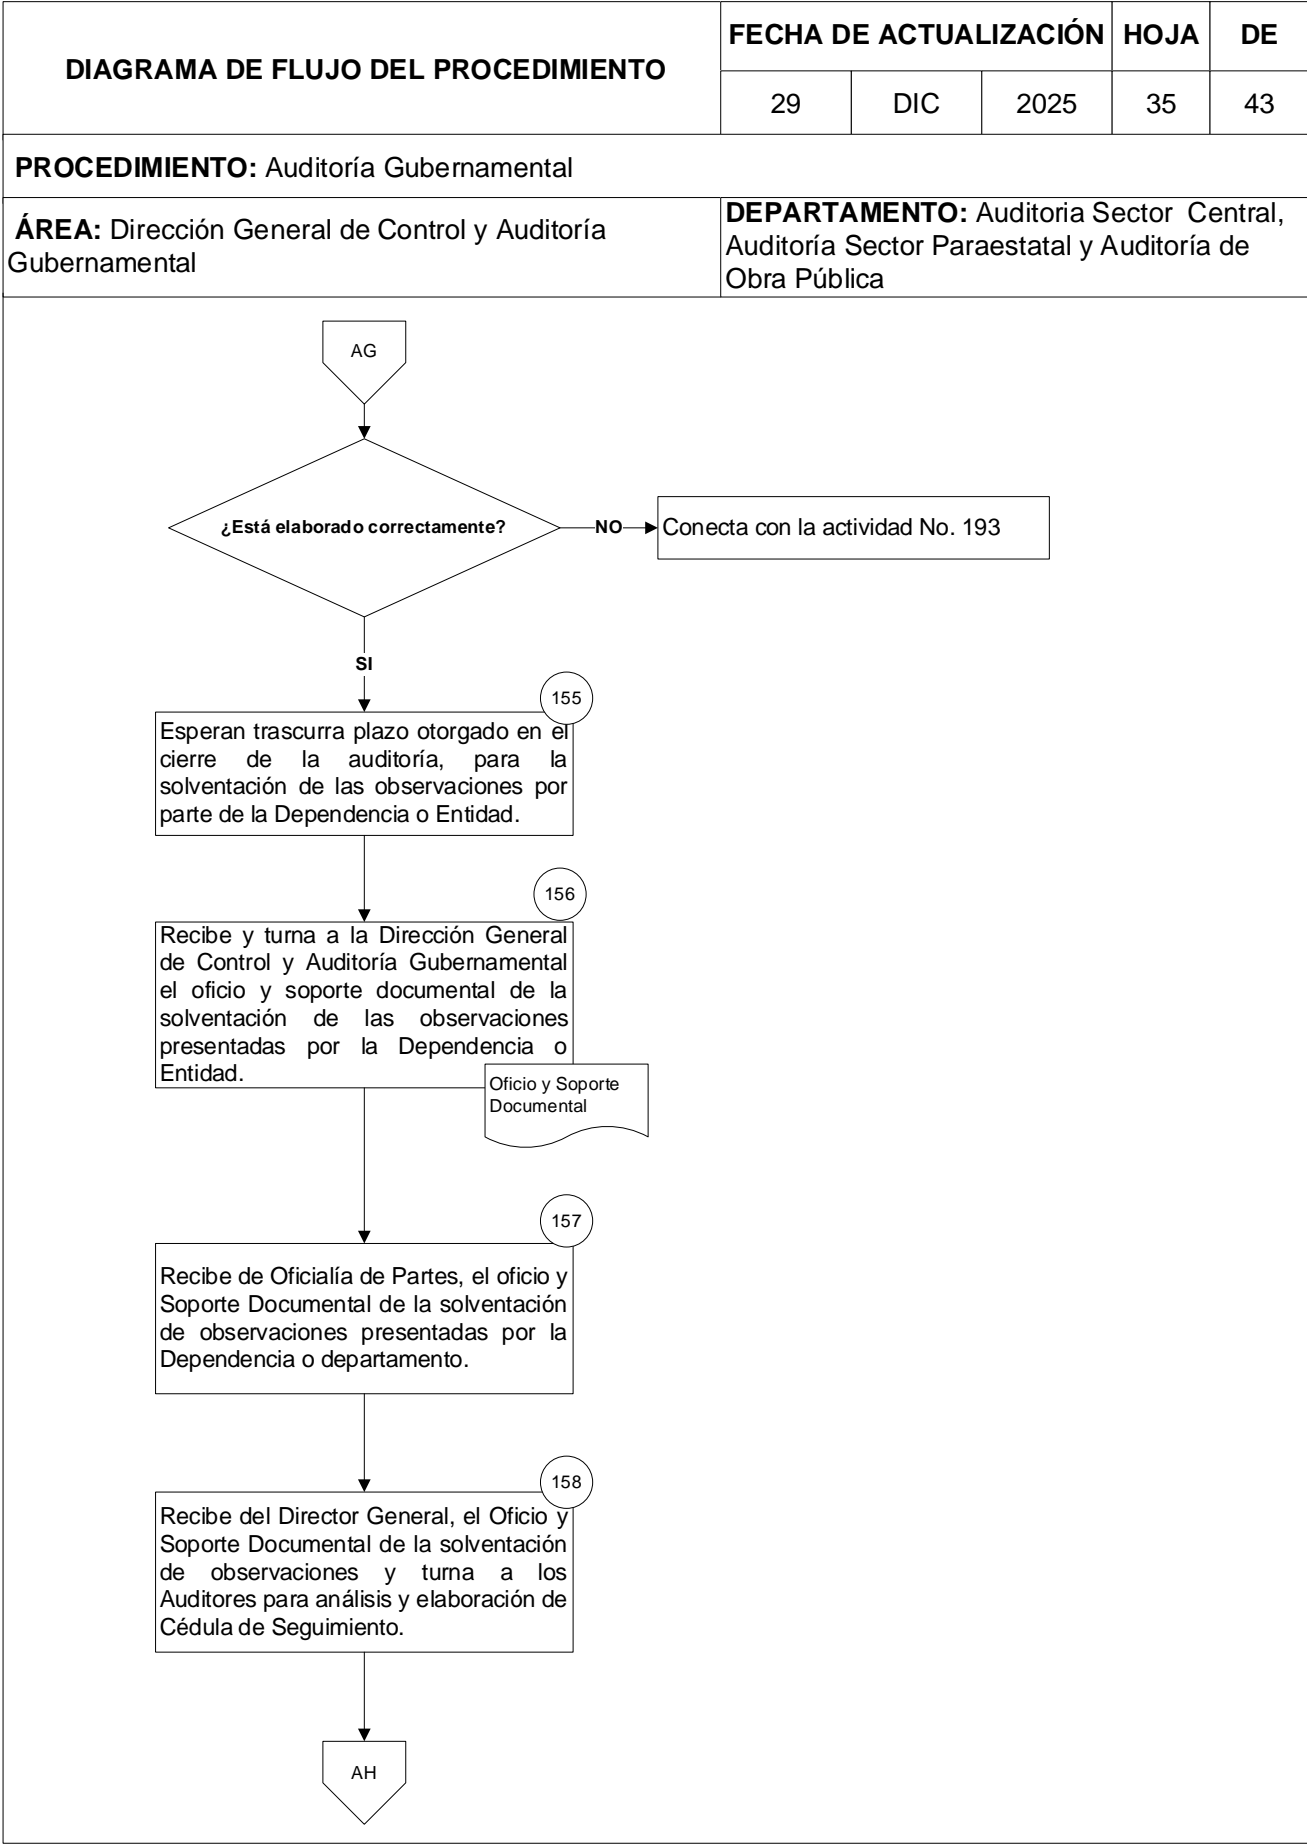 DIAGRAMA DE FLUJO DEL PROCEDIMIENTO
FECHA DE ACTUALIZACIÓN HOJA DE
29 DIC 2025 35 43
PROCEDIMIENTO: Auditoría Gubernamental
ÁREA: Dirección General de Control y Auditoría
Gubernamental
DEPARTAMENTO: Auditoria Sector Central,
Auditoría Sector Paraestatal y Auditoría de
Obra Pública
AG
¿Está elaborado correctamente?
NO
Conecta con la actividad No. 193
SI
155
Esperan trascurra plazo otorgado en el
cierre de la auditoría, para la
solventación de las observaciones por
parte de la Dependencia o Entidad.
156
Recibe y turna a la Dirección General
de Control y Auditoría Gubernamental
el oficio y soporte documental de la
solventación de las observaciones
presentadas por la Dependencia o
Entidad.
Oficio y Soporte
Documental
157
Recibe de Oficialía de Partes, el oficio y
Soporte Documental de la solventación
de observaciones presentadas por la
Dependencia o departamento.
158
Recibe del Director General, el Oficio y
Soporte Documental de la solventación
de observaciones y turna a los
Auditores para análisis y elaboración de
Cédula de Seguimiento.
AH